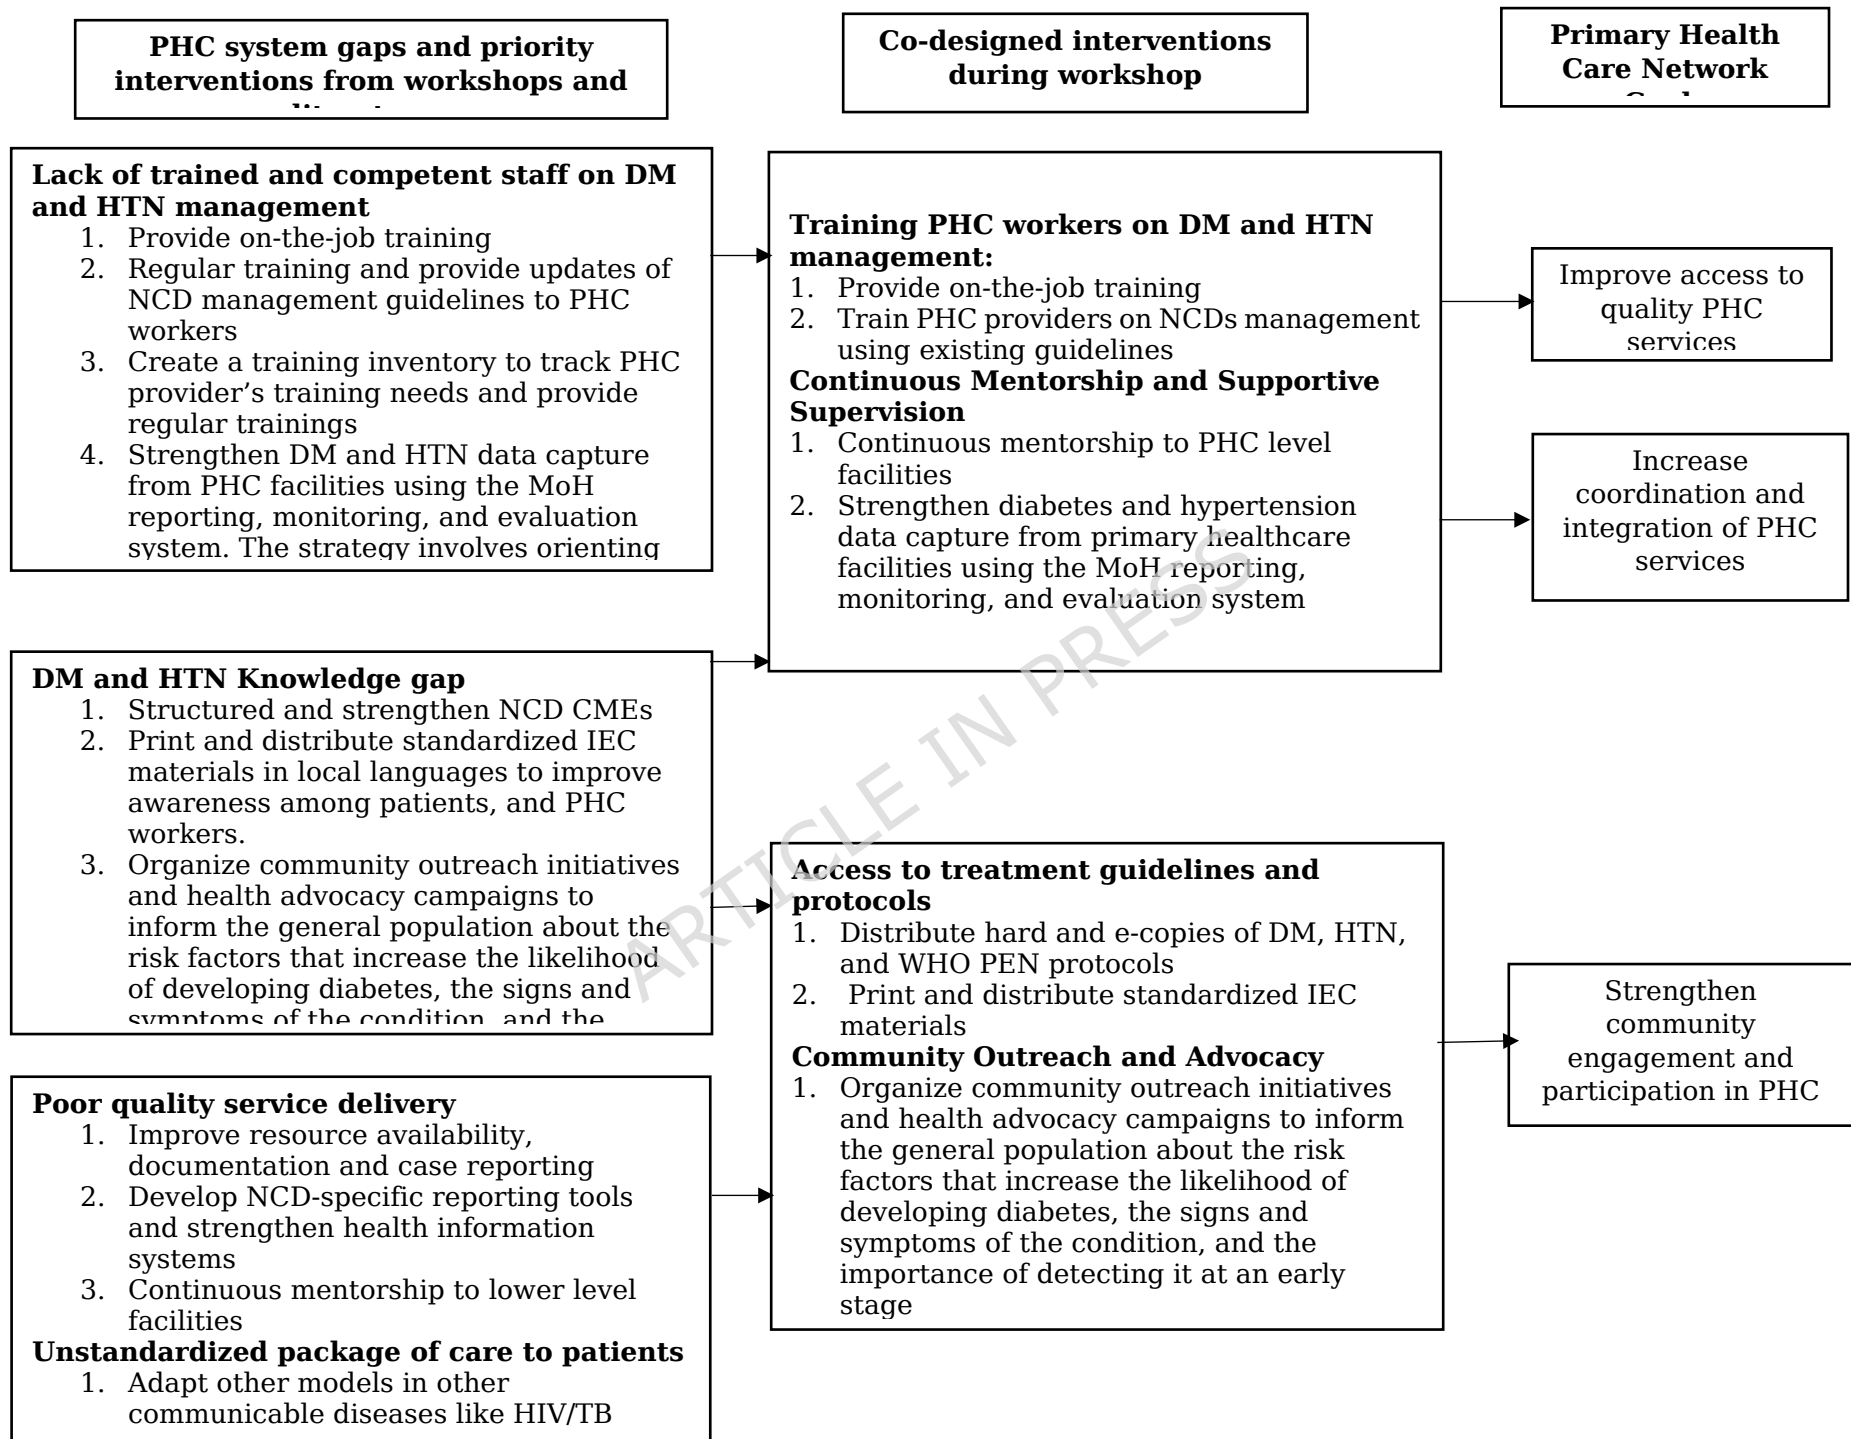 PHC system gaps and priority
interventions from workshops and
Co-designed interventions
during workshop
Primary Health
Care Network
Lack of trained and competent staff on DM
and HTN management
1. Provide on-the-job training
2. Regular training and provide updates of
NCD management guidelines to PHC
workers
3. Create a training inventory to track PHC
provider’s training needs and provide
regular trainings
4. Strengthen DM and HTN data capture
from PHC facilities using the MoH
reporting, monitoring, and evaluation
system. The strategy involves orienting
DM and HTN Knowledge gap
1. Structured and strengthen NCD CMEs
2. Print and distribute standardized IEC
materials in local languages to improve
awareness among patients, and PHC
workers.
3. Organize community outreach initiatives
and health advocacy campaigns to
inform the general population about the
risk factors that increase the likelihood
of developing diabetes, the signs and
symptoms of the condition, and the
Poor quality service delivery
1. Improve resource availability,
documentation and case reporting
2. Develop NCD-specific reporting tools
and strengthen health information
systems
3. Continuous mentorship to lower level
facilities
Unstandardized package of care to patients
1. Adapt other models in other
communicable diseases like HIV/TB
Training PHC workers on DM and HTN
management:
1. Provide on-the-job training
2. Train PHC providers on NCDs management
using existing guidelines
Continuous Mentorship and Supportive
Supervision
1. Continuous mentorship to PHC level
facilities
2. Strengthen diabetes and hypertension
data capture from primary healthcare
facilities using the MoH reporting,
monitoring, and evaluation system
Access to treatment guidelines and
protocols
1. Distribute hard and e-copies of DM, HTN,
and WHO PEN protocols
2. Print and distribute standardized IEC
materials
Community Outreach and Advocacy
1. Organize community outreach initiatives
and health advocacy campaigns to inform
the general population about the risk
factors that increase the likelihood of
developing diabetes, the signs and
symptoms of the condition, and the
importance of detecting it at an early
stage
Improve access to
quality PHC
services
Increase
coordination and
integration of PHC
services
Strengthen
community
engagement and
participation in PHC
ARTICLE IN PRESS